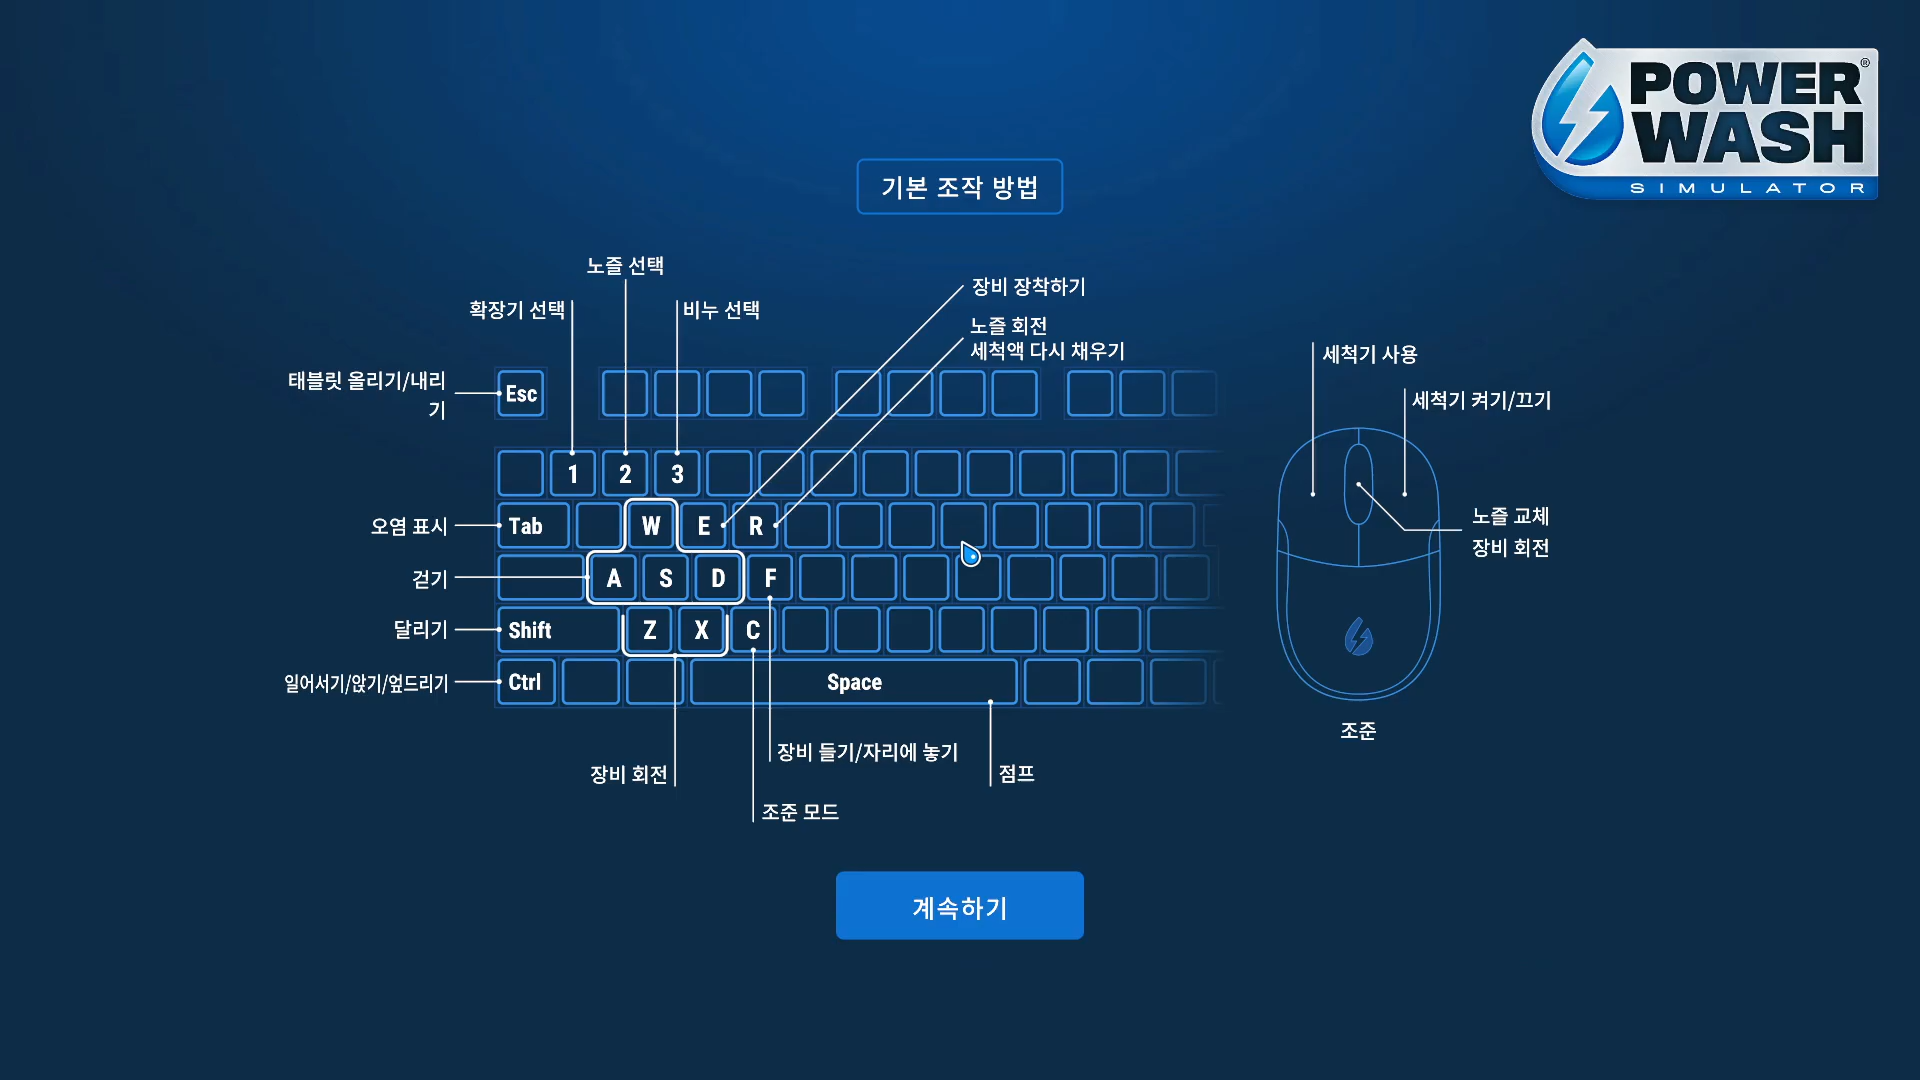 POWER®
WASH
SIMULATOR
기본 조작 방법
노즐 선택
확장기 선택
비누 선택
장비 장착하기
노즐 회전
세척액 다시 채우기
세척기 사용
세척기 켜기/끄기
태블릿 올리기/내리
기
Esc
1 2 3
오염 표시
Tab W E R
노즐 교체
장비 회전
걷기
A S D F
달리기
Shift Z X C
일어서기/앉기/엎드리기
Ctrl Space
조준
장비 들기/자리에 놓기
장비 회전
점프
조준 모드
계속하기